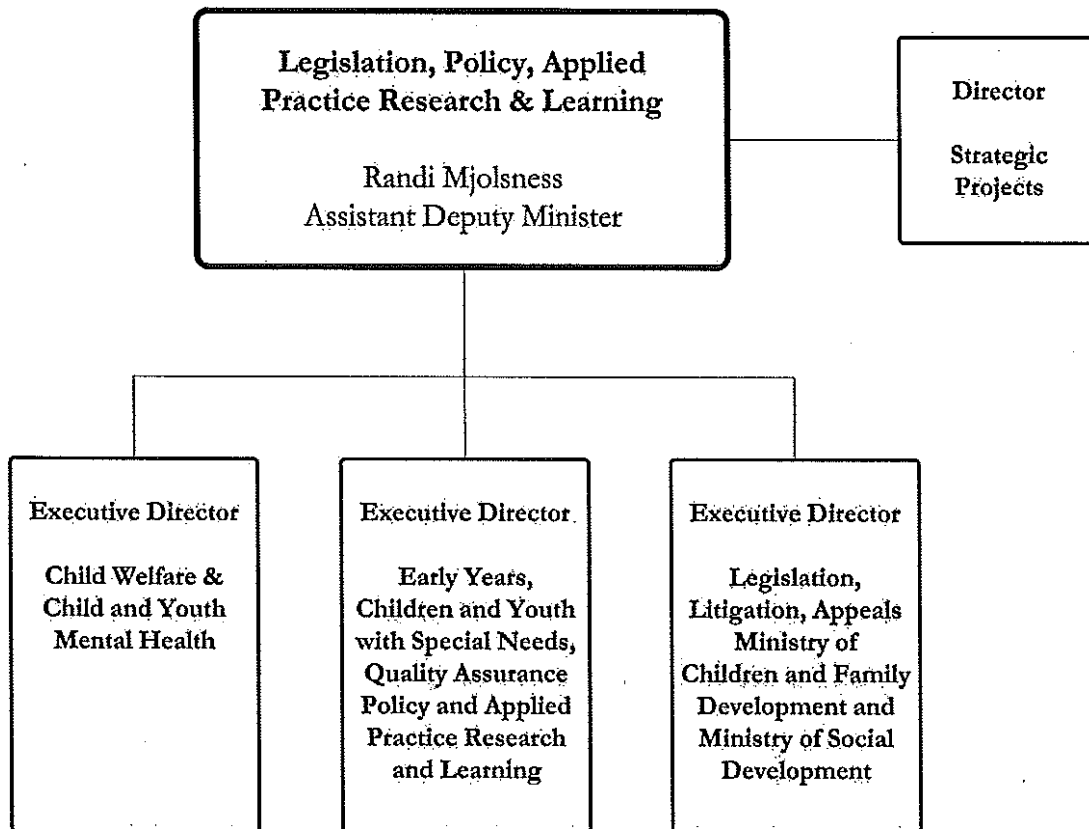 Legislation, Policy, Applied
Practice Research & Learning
Randi Mjolsness
Assistant Deputy Minister
Director
Strategic
Projects
Executive Director
Child Welfare &
Child and Youth
Mental Health
Executive Director
Early Years,
Children and Youth
with Special Needs,
Quality Assurance
Policy and Applied
Practice Research
and Learning
Executive Director
Legislation,
Litigation, Appeals
Ministry of
Children and Family
Development and
Ministry of Social
Development